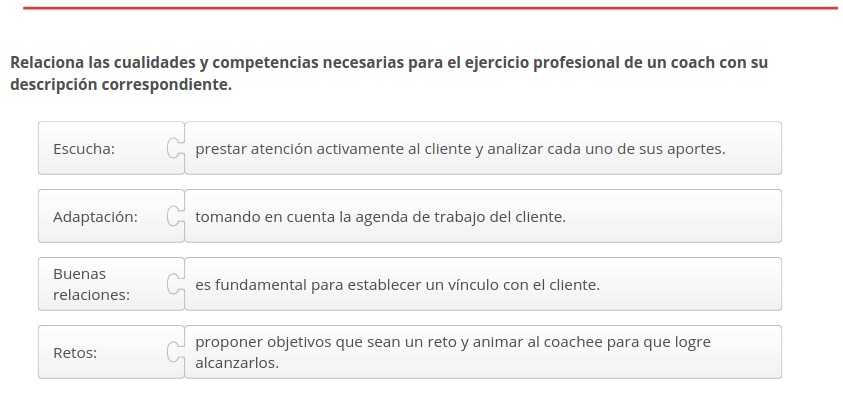 Relaciona las cualidades y competencias necesarias para el ejercicio profesional de un coach con su
descripción correspondiente.
Escucha:
prestar atención activamente al cliente y analizar cada uno de sus aportes.
Adaptación:
tomando en cuenta la agenda de trabajo del cliente.
Buenas
relaciones:
es fundamental para establecer un vínculo con el cliente.
Retos:
proponer objetivos que sean un reto y animar al coachee para que logre
alcanzarlos.